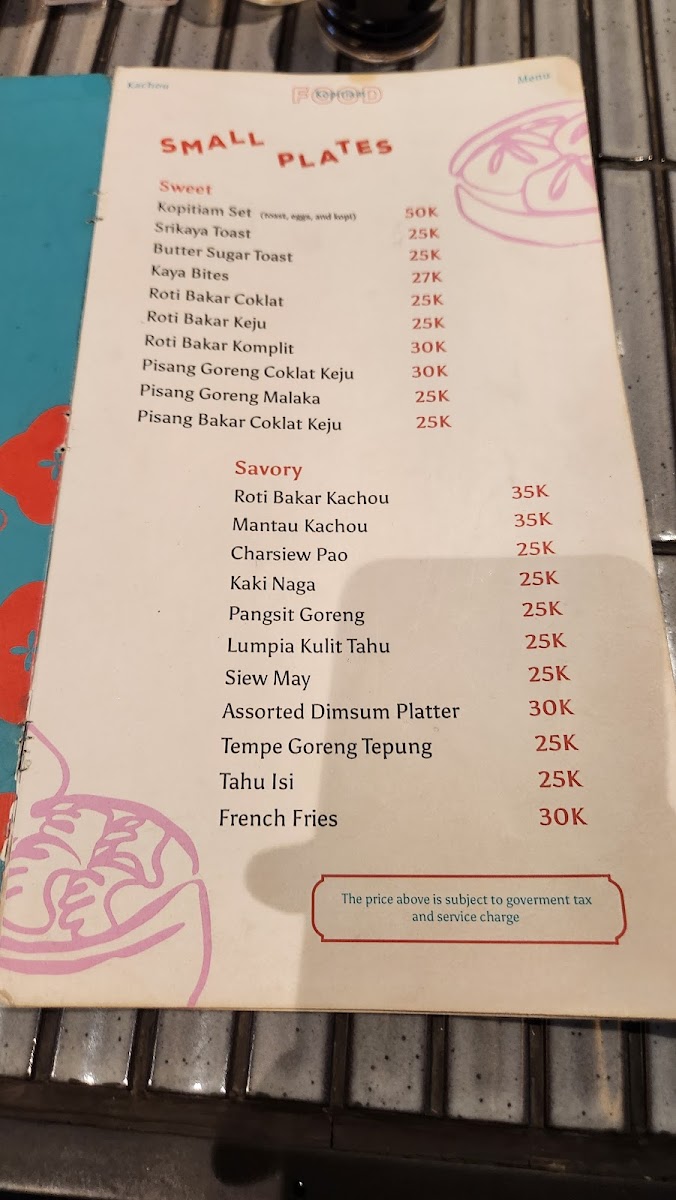 Kachou
FOOD
Kopitiam
Menu
SMALL PLATES
Sweet
Kopitiam Set (toast, eggs, and kopi) 50K
Srikaya Toast 25K
Butter Sugar Toast 25K
Kaya Bites 27K
Roti Bakar Coklat 25K
Roti Bakar Keju 25K
Roti Bakar Komplit 30K
Pisang Goreng Coklat Keju 30K
Pisang Goreng Malaka 25K
Pisang Bakar Coklat Keju 25K
Savory
Roti Bakar Kachou 35K
Mantau Kachou 35K
Charsiew Pao 25K
Kaki Naga 25K
Pangsit Goreng 25K
Lumpia Kulit Tahu 25K
Siew May 25K
Assorted Dimsum Platter 30K
Tempe Goreng Tepung 25K
Tahu Isi 25K
French Fries 30K
The price above is subject to goverment tax
and service charge